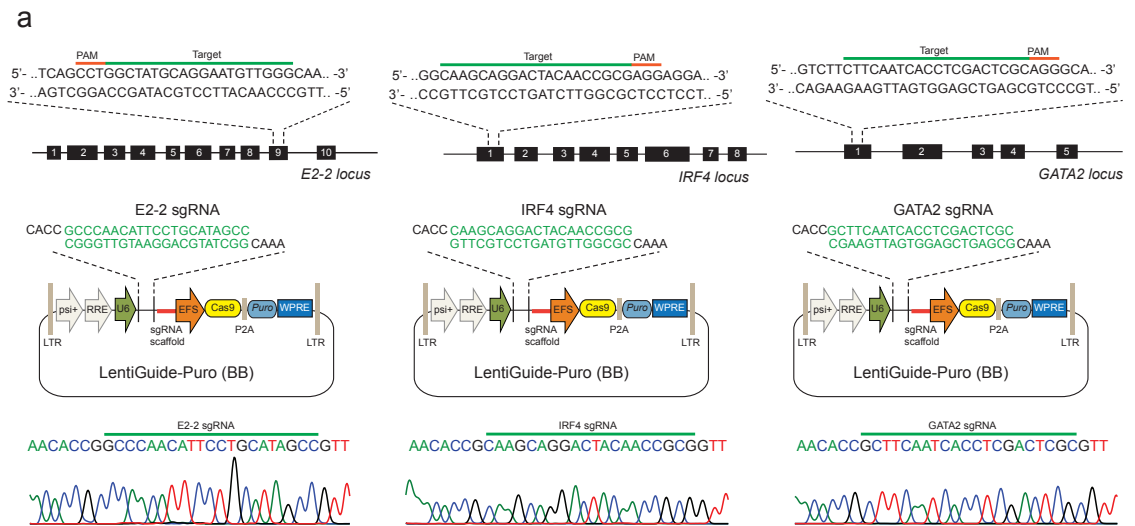 a
PAM Target
5'- ..TCAGCCTGGCTATGCAGGAATGTTGGGCAA.. -3'
3'- ..AGTCGGACCGATACGTCCTTACAACCCGTT.. -5'
1 2 3 4 5 6 7 8 9 10
E2-2 locus
Target PAM
5'- ..GGCAAGCAGGACTACAACCGCGAGGAGGA.. -3'
3'- ..CCGTTCGTCCTGATCTTGGCGCTCCTCCT.. -5'
1 2 3 4 5 6 7 8
IRF4 locus
Target PAM
5'- ..GTCTTCTTCAATCACCTCGACTCGCAGGGCA.. -3'
3'- ..CAGAAGAAGTTAGTGGAGCTGAGCGTCCCGT.. -5'
1 2 3 4 5
GATA2 locus
E2-2 sgRNA
CACC GCCCAACATTCCTGCATAGCC
CGGGTTGTAAGGACGTATCGG CAAA
psi+ RRE U6 EFS Cas9 Puro WPRE
LTR sgRNA scaffold P2A LTR
LentiGuide-Puro (BB)
IRF4 sgRNA
CACC CAAGCAGGACTACAACCGCG
GTTCGTCCTGATGTTGGCGC CAAA
psi+ RRE U6 EFS Cas9 Puro WPRE
LTR sgRNA scaffold P2A LTR
LentiGuide-Puro (BB)
GATA2 sgRNA
CACCGCTTCAATCACCTCGACTCGC
CGAAGTTAGTGGAGCTGAGCGCAAA
psi+ RRE U6 EFS Cas9 Puro WPRE
LTR sgRNA scaffold P2A LTR
LentiGuide-Puro (BB)
E2-2 sgRNA
AACACCGGCCCAACATTCCTGCATAGCCGTT
IRF4 sgRNA
AACACCGCAAGCAGGACTACAACCGCGGTT
GATA2 sgRNA
AACACCGCTTCAATCACCTCGACTCGCGTT